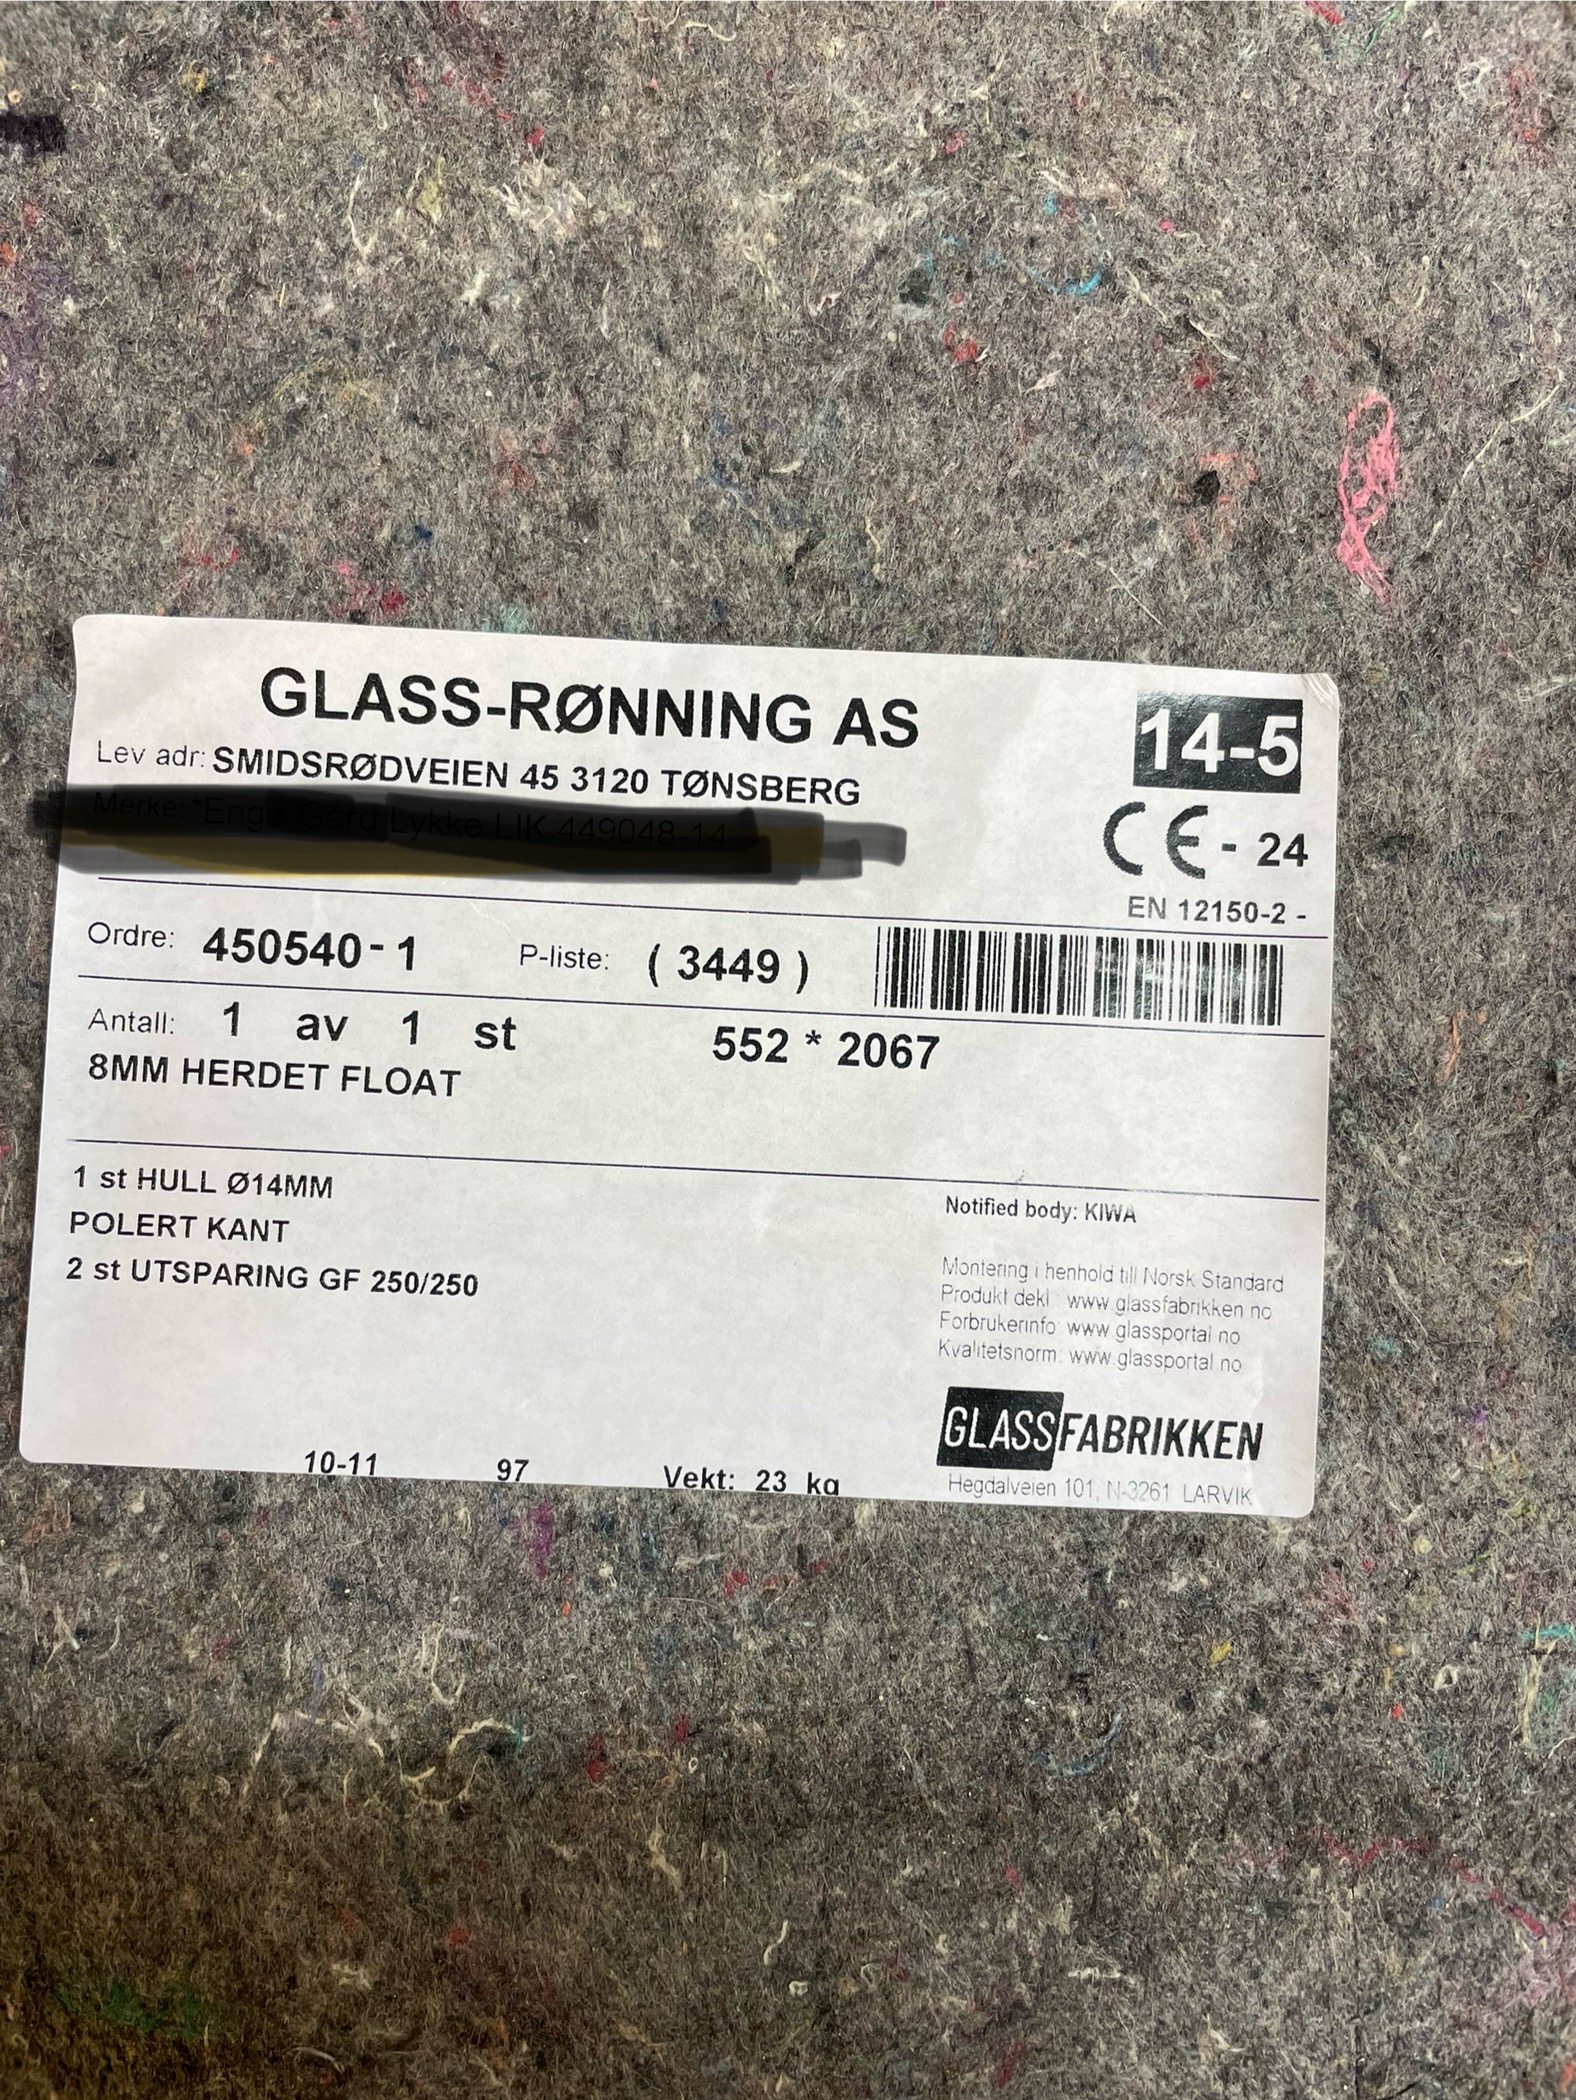 GLASS-RØNNING AS
14-5
Lev adr: SMIDSRØDVEIEN 45 3120 TØNSBERG
CE - 24
EN 12150-2 -
Ordre: 450540-1 P-liste: ( 3449 )
Antall: 1 av 1 st 552 * 2067
8MM HERDET FLOAT
1 st HULL Ø14MM
POLERT KANT
2 st UTSPARING GF 250/250
Notified body: KIWA
Montering i henhold till Norsk Standard
Produkt dekl www.glassfabrikken no
Forbrukerinfo www glassportal no
Kvalitetsnorm: www.glassportal no
GLASSFABRIKKEN
Hegdalveien 101, N-3261 LARVIK
10-11 97 Vekt: 23 kg